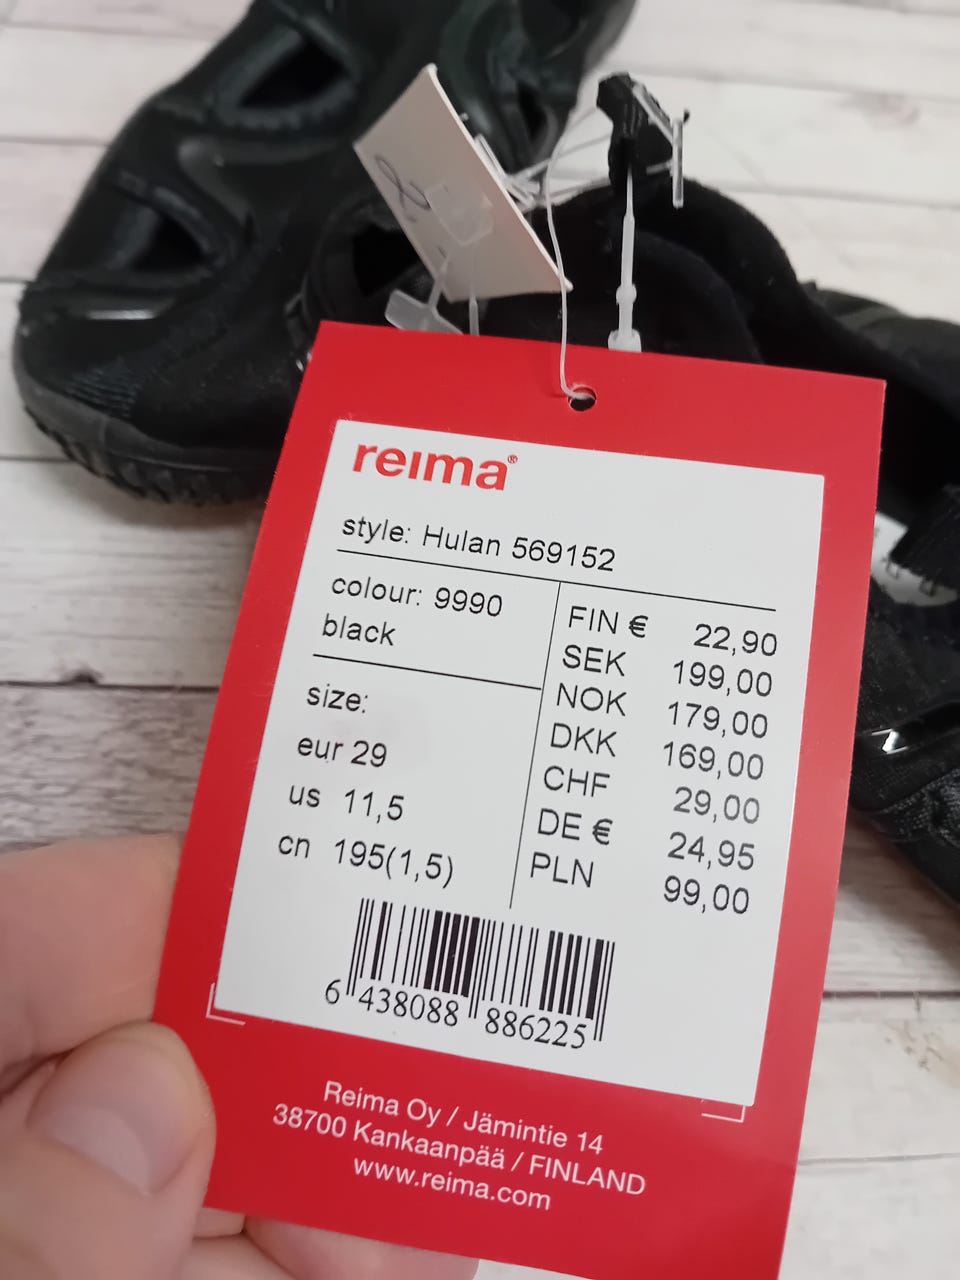 reima®
style: Hulan 569152
colour: 9990
black
size:
eur 29
us 11,5
cn 195(1,5)
FIN € 22,90
SEK 199,00
NOK 179,00
DKK 169,00
CHF 29,00
DE € 24,95
PLN 99,00
6 438088 886225
Reima Oy / Jämintie 14
38700 Kankaanpää / FINLAND
www.reima.com